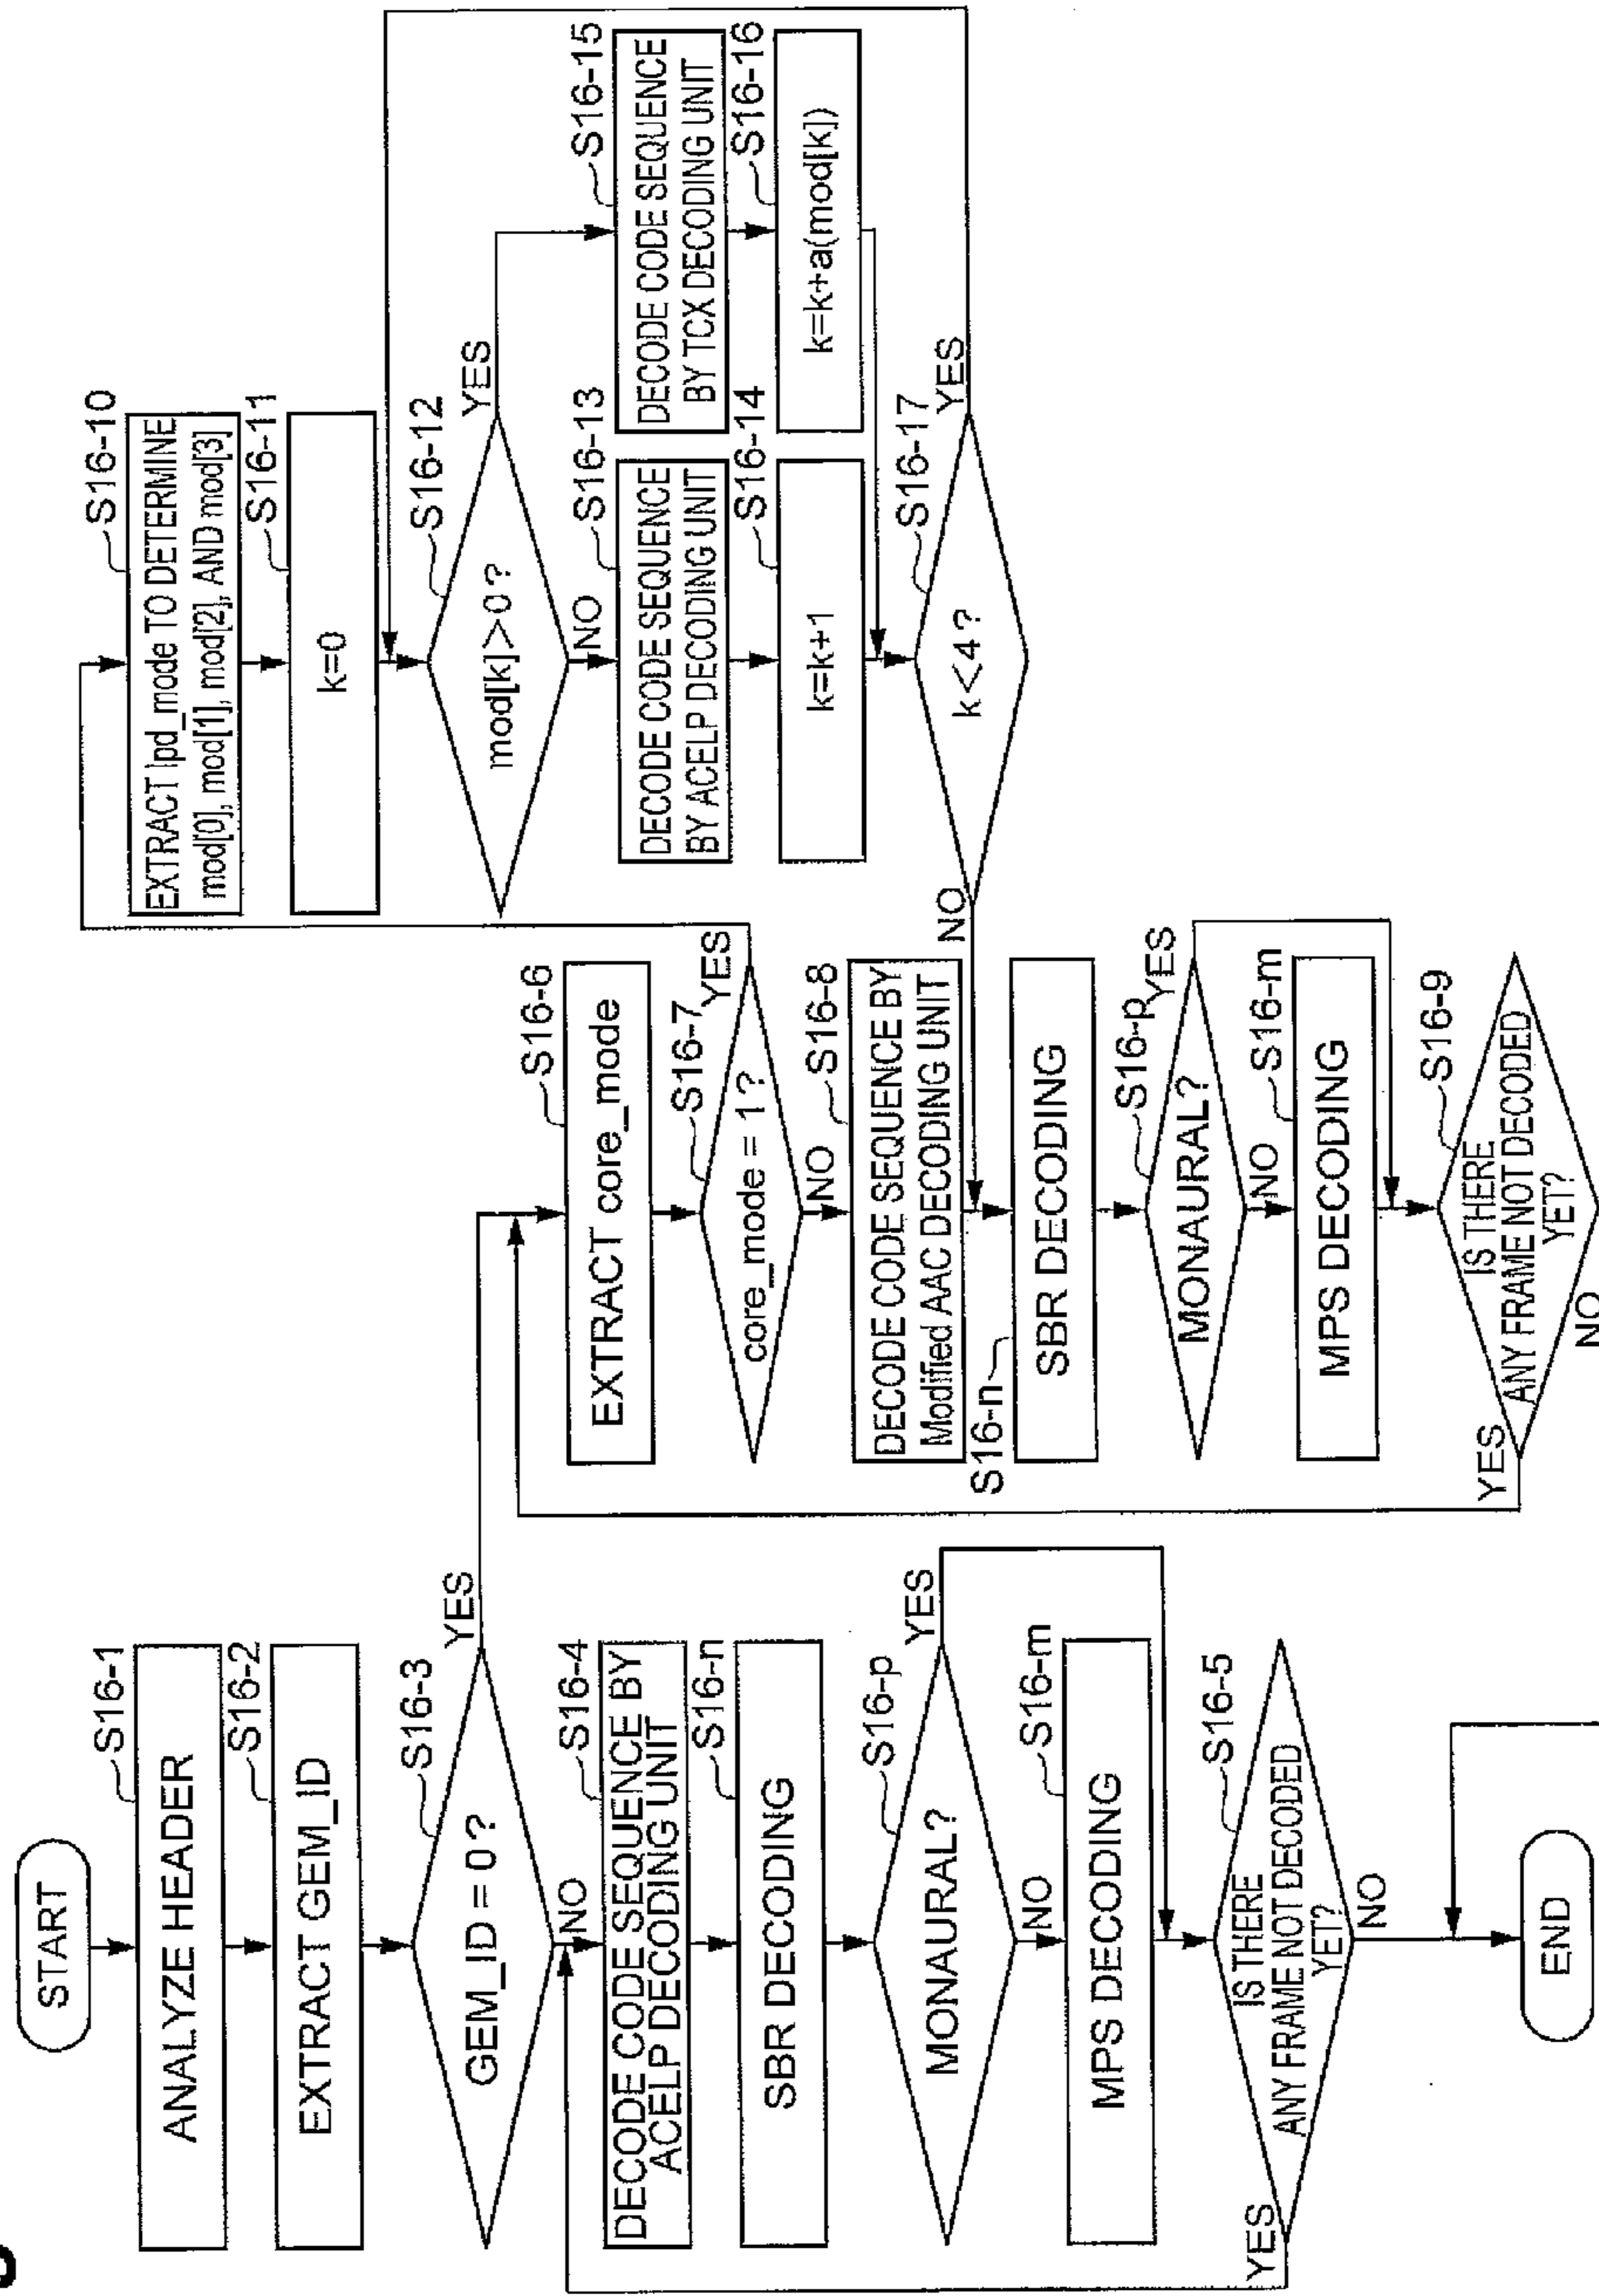 START
S16-1
ANALYZE HEADER
S16-2
EXTRACT GEM_ID
S16-3
GEM_ID = 0 ?
YES
NO
S16-4
DECODE CODE SEQUENCE BY
ACELP DECODING UNIT
S16-n
SBR DECODING
S16-p
MONAURAL?
YES
NO
S16-m
MPS DECODING
S16-5
IS THERE
ANY FRAME NOT DECODED
YET?
YES
NO
END
S16-6
EXTRACT core_mode
S16-7
core_mode = 1 ?
YES
NO
S16-8
DECODE CODE SEQUENCE BY
Modified AAC DECODING UNIT
S16-n
SBR DECODING
S16-p
MONAURAL?
YES
NO
S16-m
MPS DECODING
S16-9
IS THERE
ANY FRAME NOT DECODED
YET?
YES
NO
S16-10
EXTRACT lpd_mode TO DETERMINE
mod[0], mod[1], mod[2], AND mod[3]
S16-11
k=0
S16-12
mod[k]>0 ?
YES
NO
S16-13
DECODE CODE SEQUENCE
BY ACELP DECODING UNIT
S16-14
k=k+1
S16-15
DECODE CODE SEQUENCE
BY TCX DECODING UNIT
S16-16
k=k+a(mod[k])
S16-17
k<4 ?
YES
NO